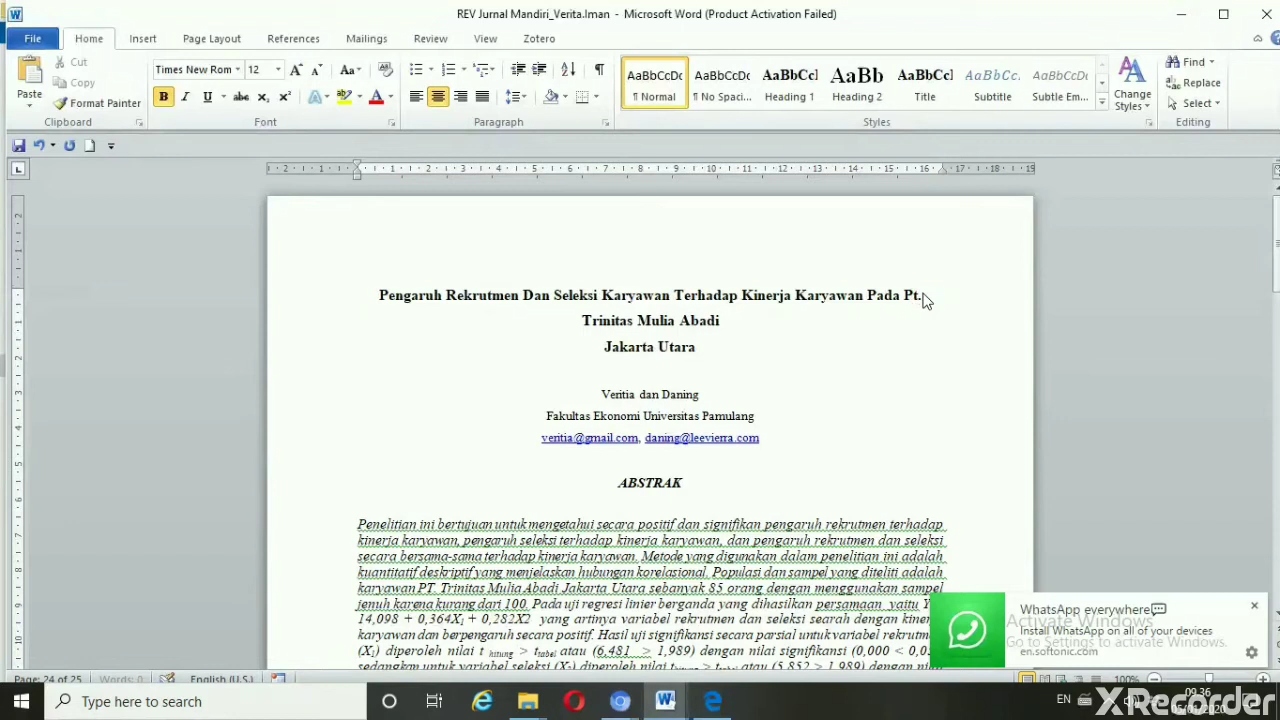 REV Jurnal Mandiri_Verita.Iman - Microsoft Word (Product Activation Failed)
File Home Insert Page Layout References Mailings Review View Zotero
Paste
Cut
Copy
Format Painter
Clipboard
Times New Rom 12
Font
Paragraph
AaBbCcDc AaBbCcDc AaBbCc] AaBbCc AaBbCc] AaBbCc. AaBbCcDc
¶ Normal ¶ No Spaci... Heading 1 Heading 2 Title Subtitle Subtle Em...
Styles
Change Styles
Find
Replace
Select
Editing
Pengaruh Rekrutmen Dan Seleksi Karyawan Terhadap Kinerja Karyawan Pada Pt.
Trinitas Mulia Abadi
Jakarta Utara
Veritia dan Daning
Fakultas Ekonomi Universitas Pamulang
veritia@gmail.com, daning@leevierra.com
ABSTRAK
Penelitian ini bertujuan untuk mengetahui secara positif dan signifikan pengaruh rekrutmen terhadap
kinerja karyawan, pengaruh seleksi terhadap kinerja karyawan, dan pengaruh rekrutmen dan seleksi
secara bersama-sama terhadap kinerja karyawan. Metode yang digunakan dalam penelitian ini adalah
kuantitatif deskriptif yang menjelaskan hubungan korelasional. Populasi dan sampel yang diteliti adalah
karyawan PT. Trinitas Mulia Abadi Jakarta Utara sebanyak 85 orang dengan menggunakan sampel
jenuh karena kurang dari 100. Pada uji regresi linier berganda yang dihasilkan persamaan yaitu
14,098 + 0,364X1 + 0,282X2 yang artinya variabel rekrutmen dan seleksi searah dengan
karyawan dan berpengaruh secara positif. Hasil uji signifikansi secara parsial untuk variabel
(X1) diperoleh nilai t hitung > ttabel atau (6,481 > 1,989) dengan nilai signifikansi (0,000 <
sedangkan untuk variabel seleksi (X2) diperoleh nilai thitung > ttabel atau (5,852 > 1,989) dengan nilai
WhatsApp everywhere
Install WhatsApp on all of your devices
en.softonic.com
Activate Windows
Go to Settings to activate Windows.
Page: 24 of 25 Words: 0 English (U.S.) 100%
Type here to search
EN
09.36
05/01/2020
XRecorder